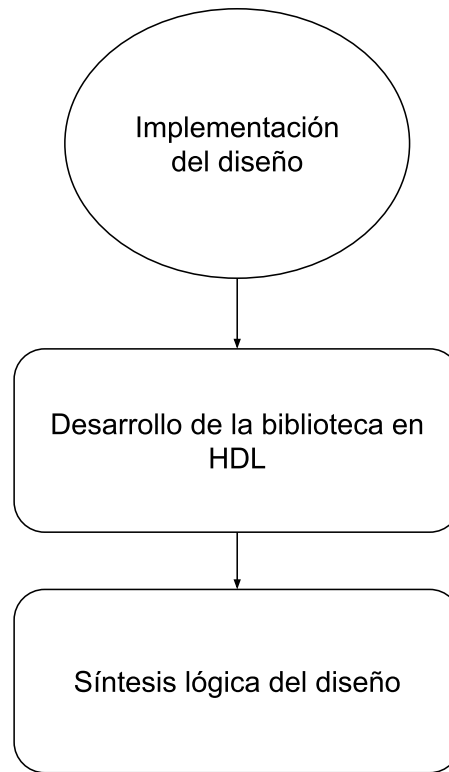 Implementación
del diseño
Desarrollo de la biblioteca en
HDL
Síntesis lógica del diseño